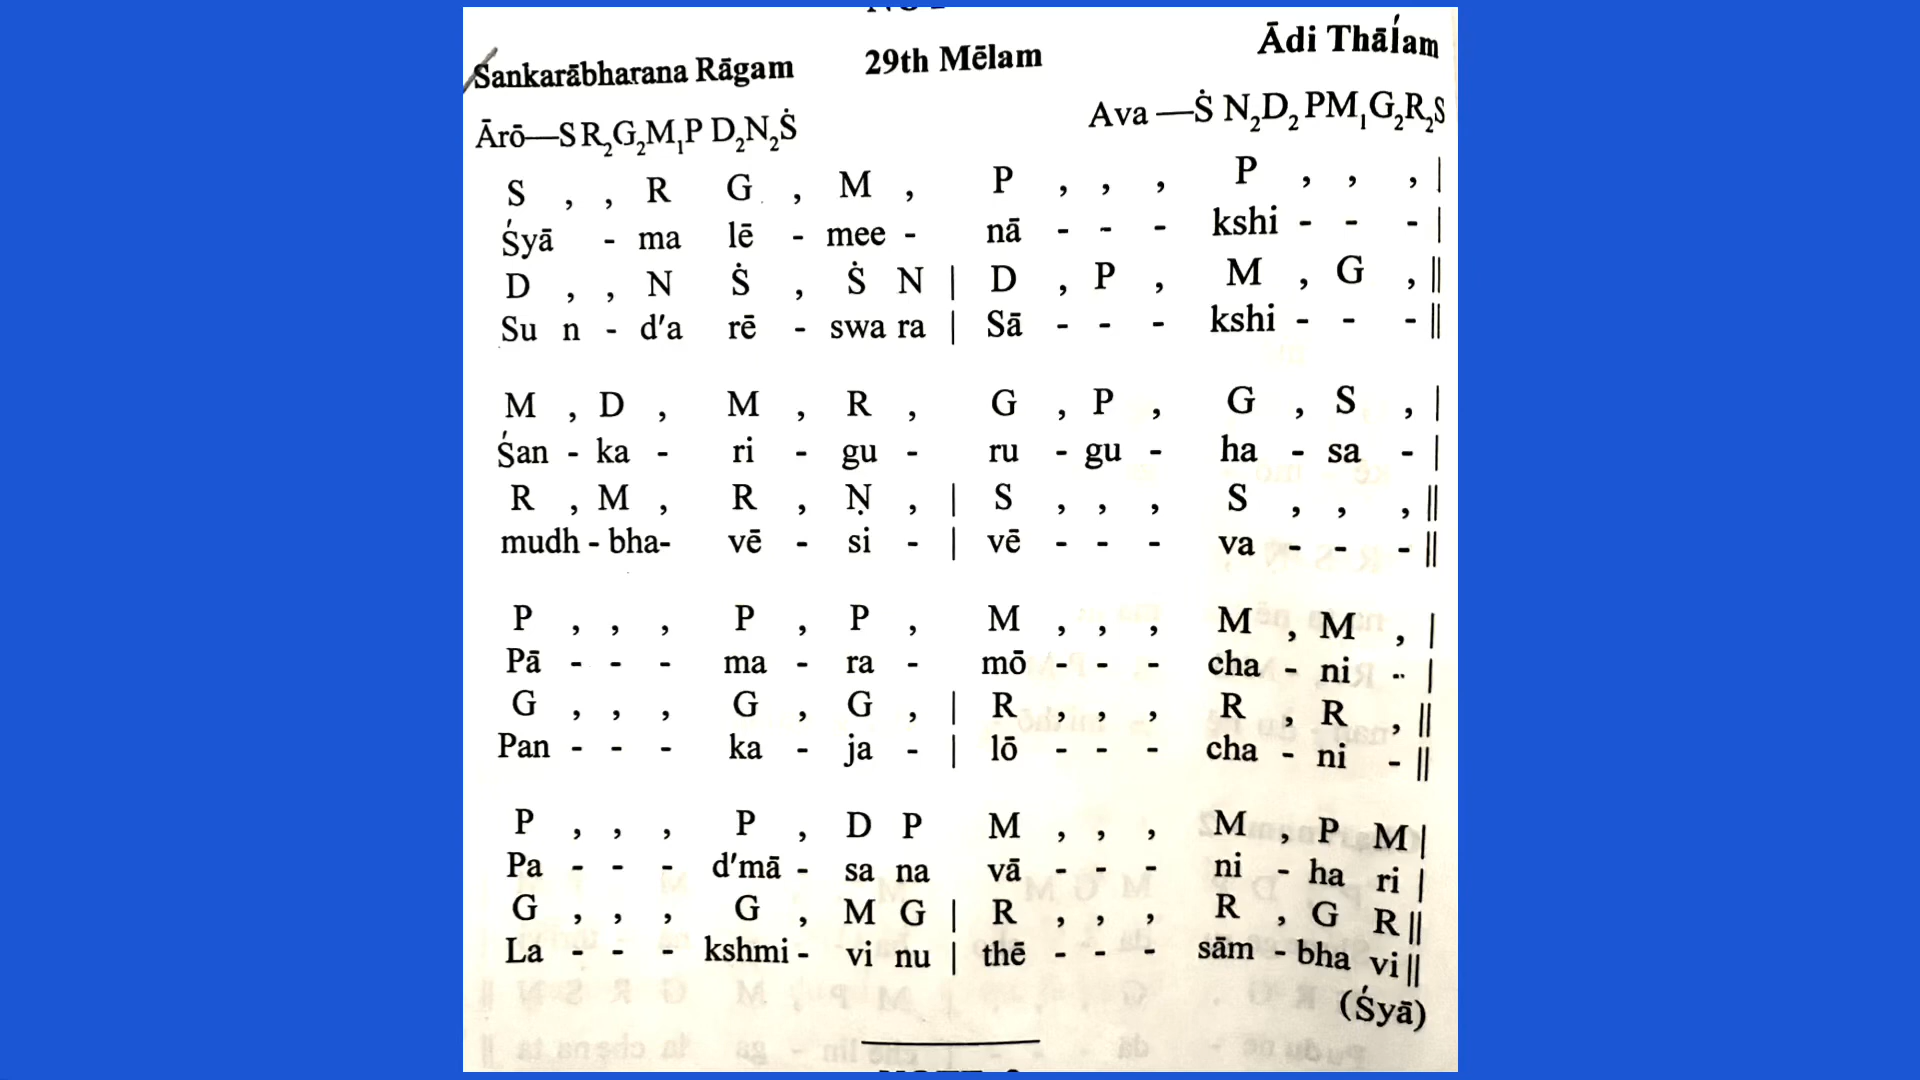 Śankarābharana Rāgam 29th Mēlam Ādi Thāĺam
Ārō—S R₂G₂M₁P D₂N₂Ṡ Ava —Ṡ N₂D₂ PM₁G₂R₂S
S , , R G , M , P , , , P , , , |
Śyā - ma lē - mee - nā - - - kshi - - - |
D , , N Ṡ , Ṡ N | D , P , M , G , ||
Su n - d'a rē - swa ra | Sā - - - kshi - - - ||
M , D , M , R , G , P , G , S , |
Śan - ka - ri - gu - ru - gu - ha - sa - |
R , M , R , Ṇ , | S , , , S , , , ||
mudh - bha- vē - si - | vē - - - va - - - ||
P , , , P , P , M , , , M , M , |
Pā - - - ma - ra - mō - - - cha - ni - |
G , , , G , G , | R , , , R , R , ||
Pan - - - ka - ja - | lō - - - cha - ni - ||
P , , , P , D P M , , , M , P M |
Pa - - - d'mā - sa na vā - - - ni - ha ri |
G , , , G , M G | R , , , R , G R ||
La - - - kshmi - vi nu | thē - - - sām - bha vi ||
(Śyā)